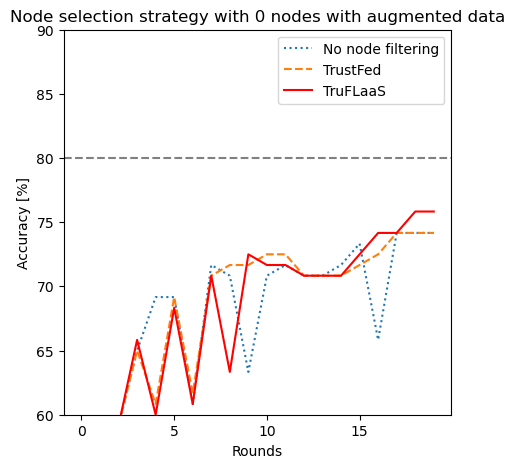 Node selection strategy with 0 nodes with augmented data
90
85
80
75
70
65
60
Accuracy [%]
No node filtering
TrustFed
TruFLaaS
0
5
10
15
Rounds